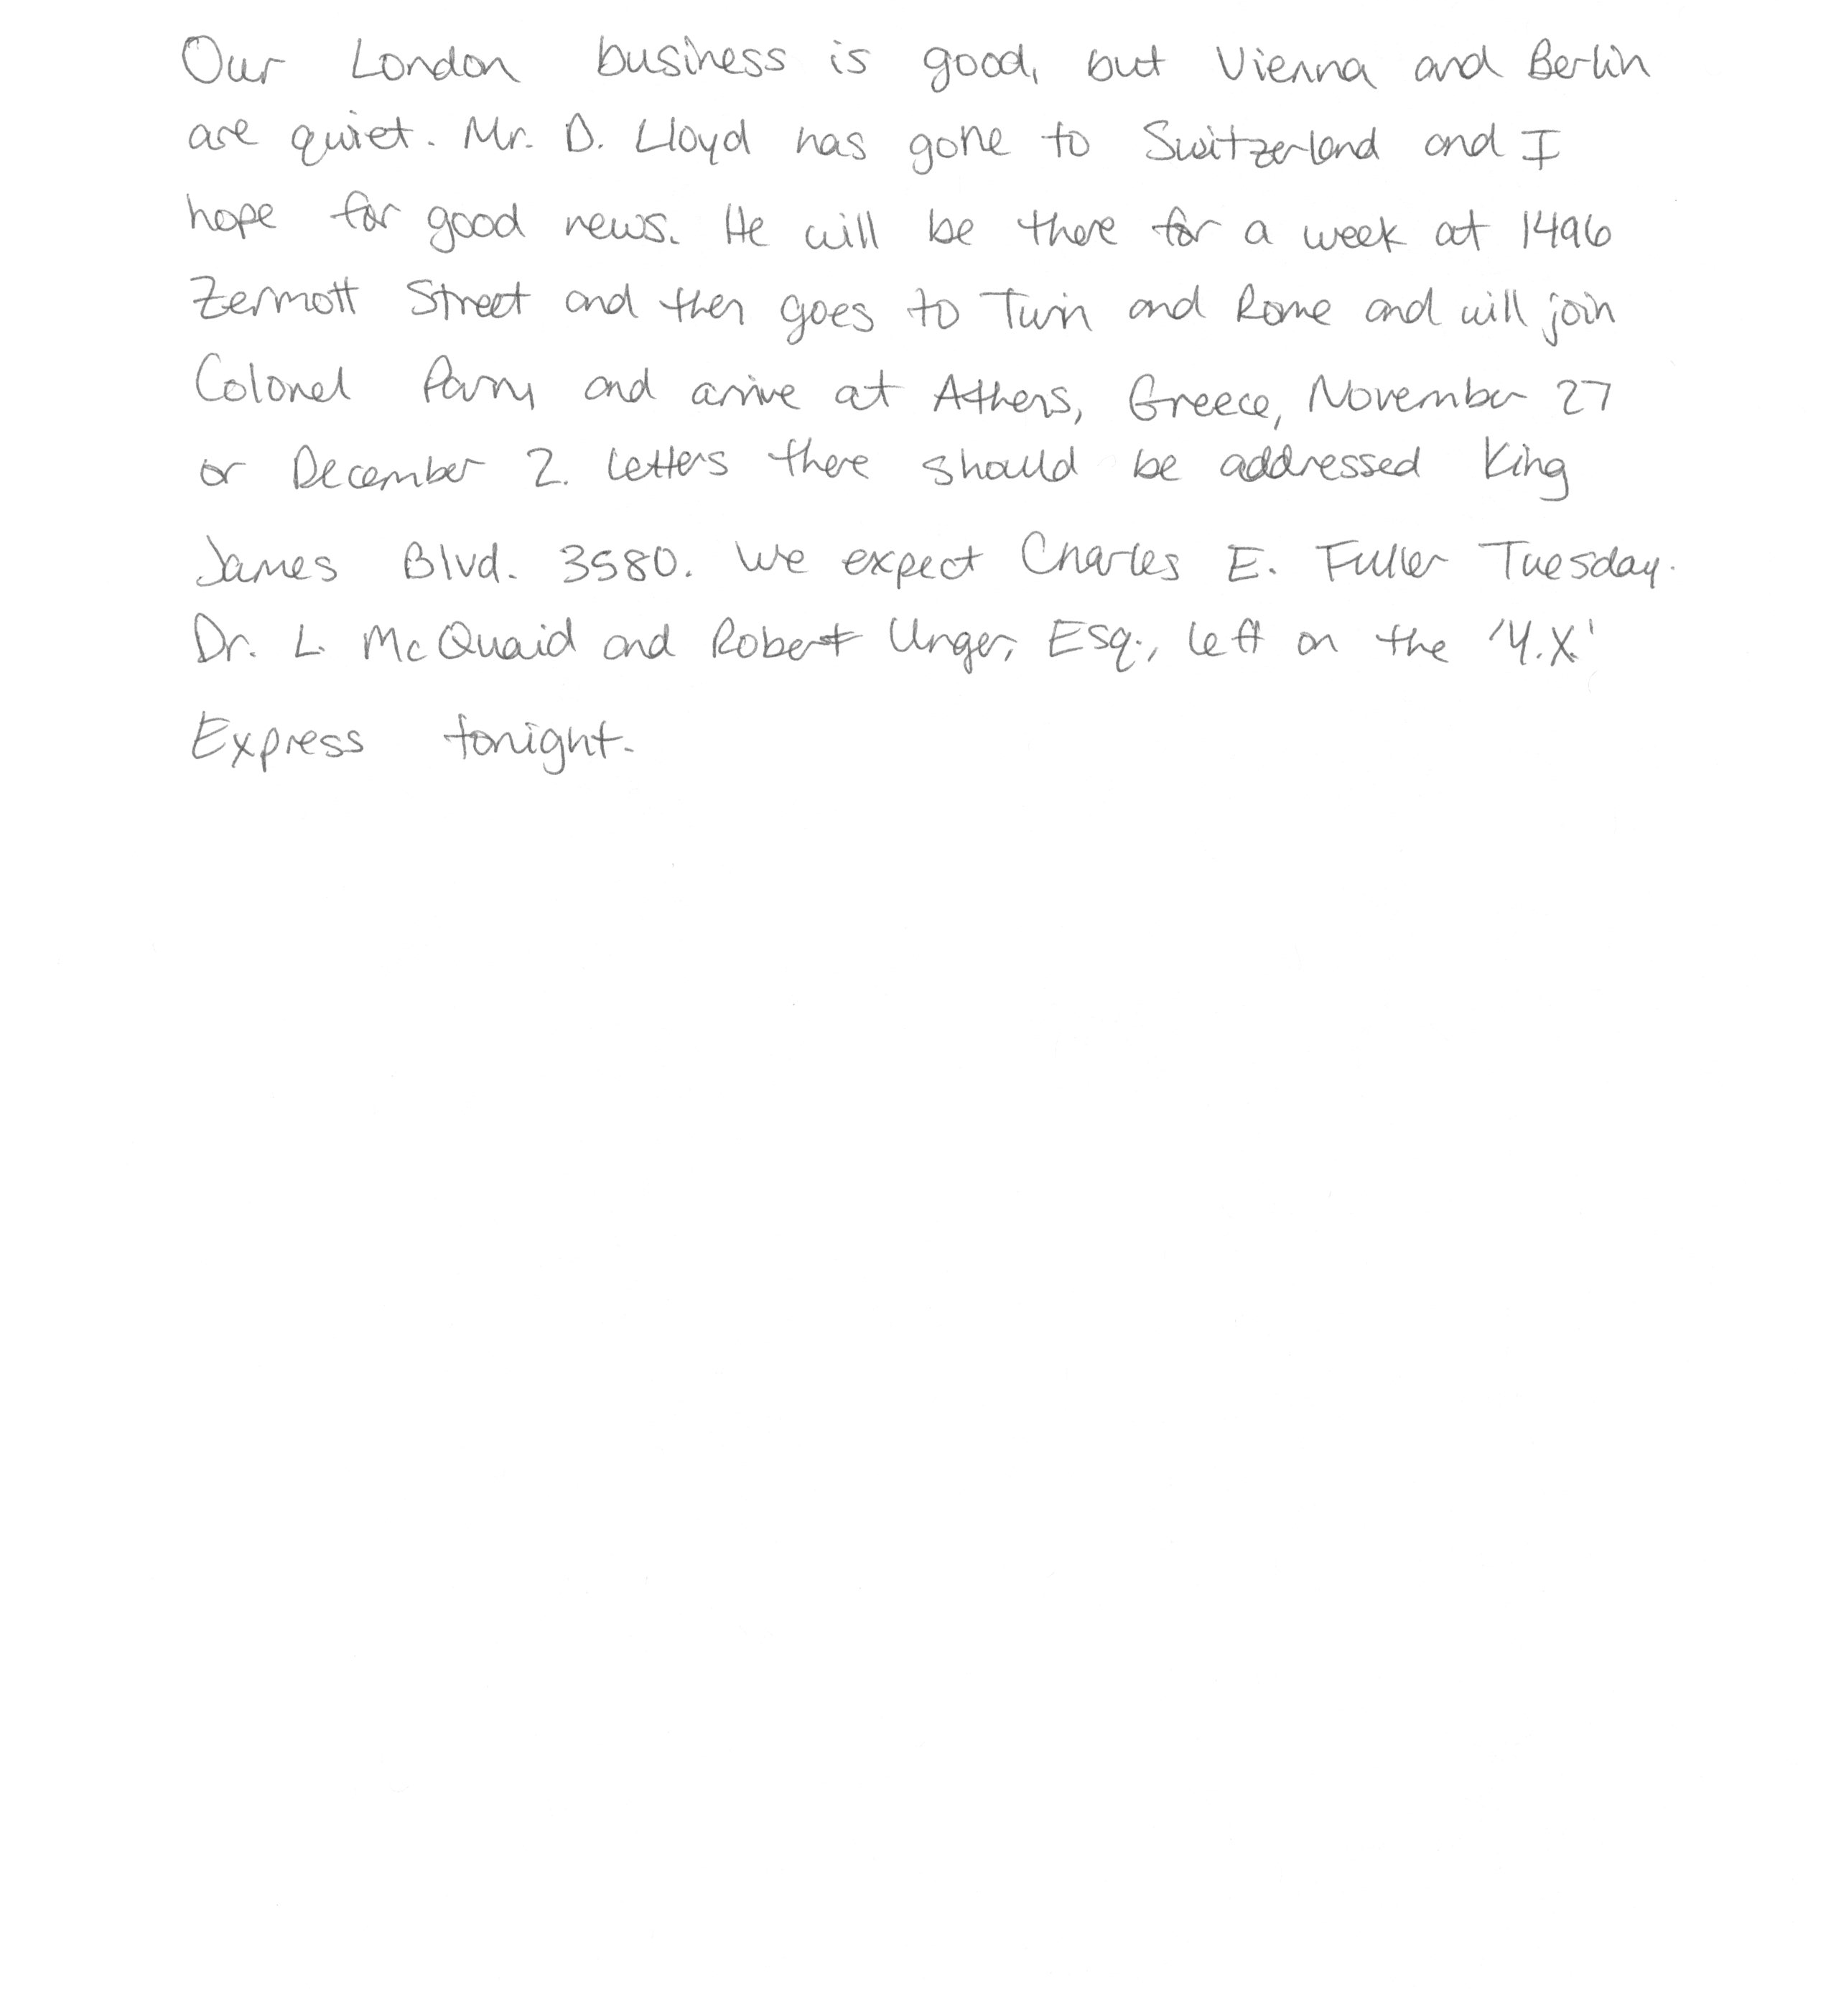 Our London business is good, but Vienna and Berlin
are quiet. Mr. D. Lloyd has gone to Switzerland and I
hope for good news. He will be there for a week at 1496
Zermott Street and then goes to Turin and Rome and will join
Colonel Parry and arrive at Athens, Greece, November 27
or December 2. Letters there should be addressed King
James Blvd. 3580. We expect Charles E. Fuller Tuesday.
Dr. L. McQuaid and Robert Unger, Esq., left on the 'Y.X.'
Express tonight.